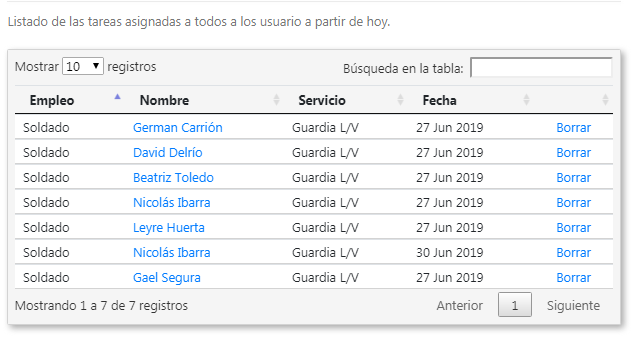 Listado de las tareas asignadas a todos a los usuario a partir de hoy.
Mostrar 10 registros Búsqueda en la tabla:
Empleo Nombre Servicio Fecha
Soldado German Carrión Guardia L/V 27 Jun 2019 Borrar
Soldado David Delrío Guardia L/V 27 Jun 2019 Borrar
Soldado Beatriz Toledo Guardia L/V 27 Jun 2019 Borrar
Soldado Nicolás Ibarra Guardia L/V 27 Jun 2019 Borrar
Soldado Leyre Huerta Guardia L/V 27 Jun 2019 Borrar
Soldado Nicolás Ibarra Guardia L/V 30 Jun 2019 Borrar
Soldado Gael Segura Guardia L/V 27 Jun 2019 Borrar
Mostrando 1 a 7 de 7 registros Anterior 1 Siguiente